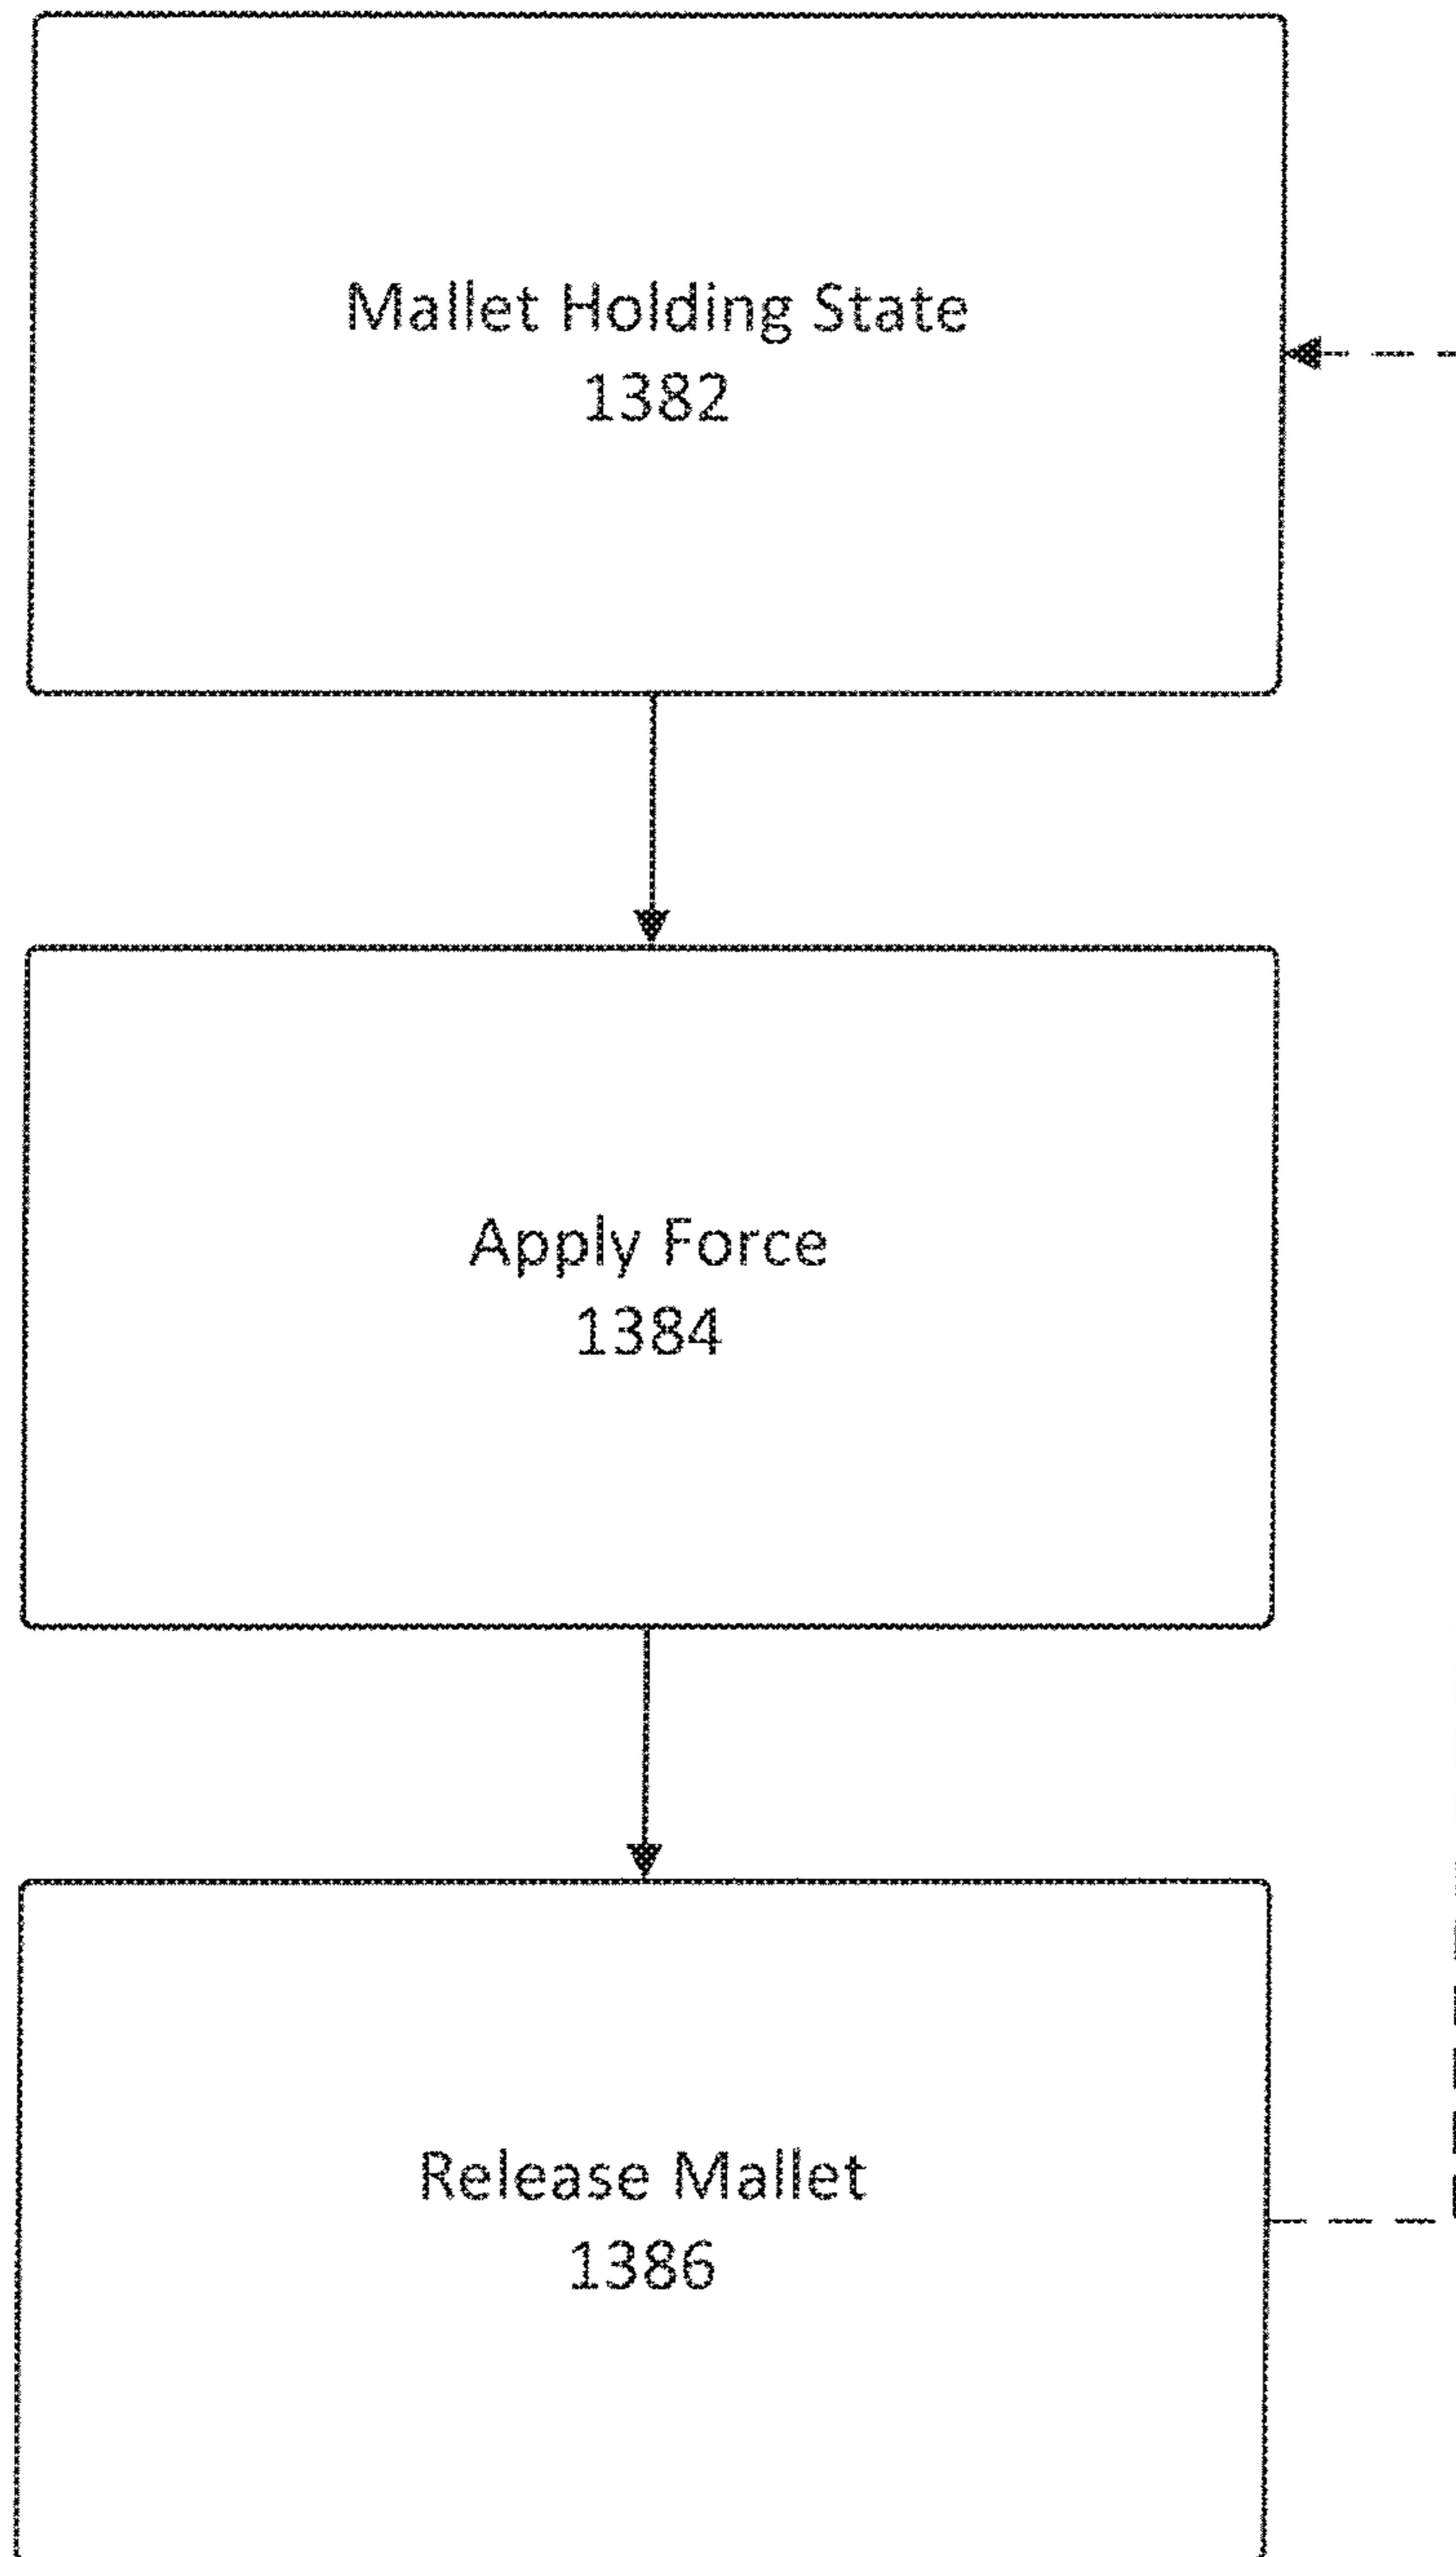 Mallet Holding State
1382
Apply Force
1384
Release Mallet
1386